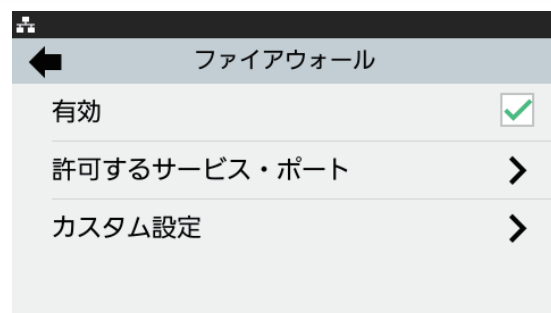 ファイアウォール
有効
許可するサービス・ポート
カスタム設定